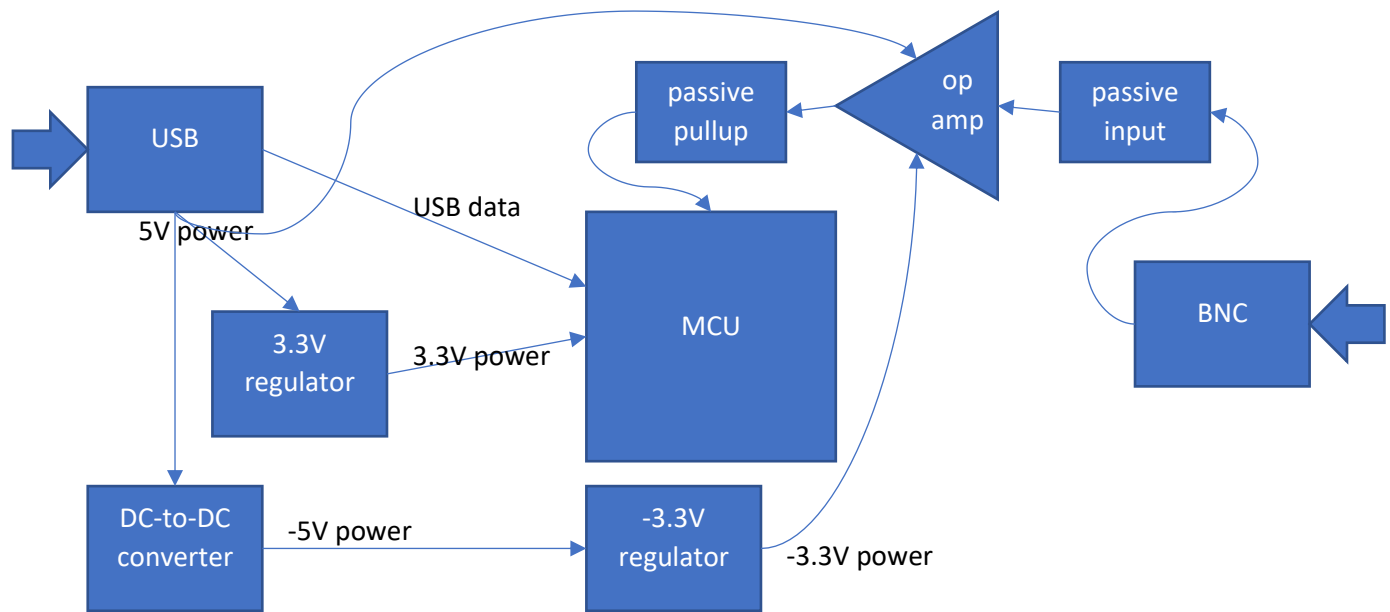 op
amp
passive
pullup
passive
input
USB
USB data
5V power
BNC
MCU
3.3V
regulator
3.3V power
DC-to-DC
converter
-5V power
-3.3V
regulator
-3.3V power